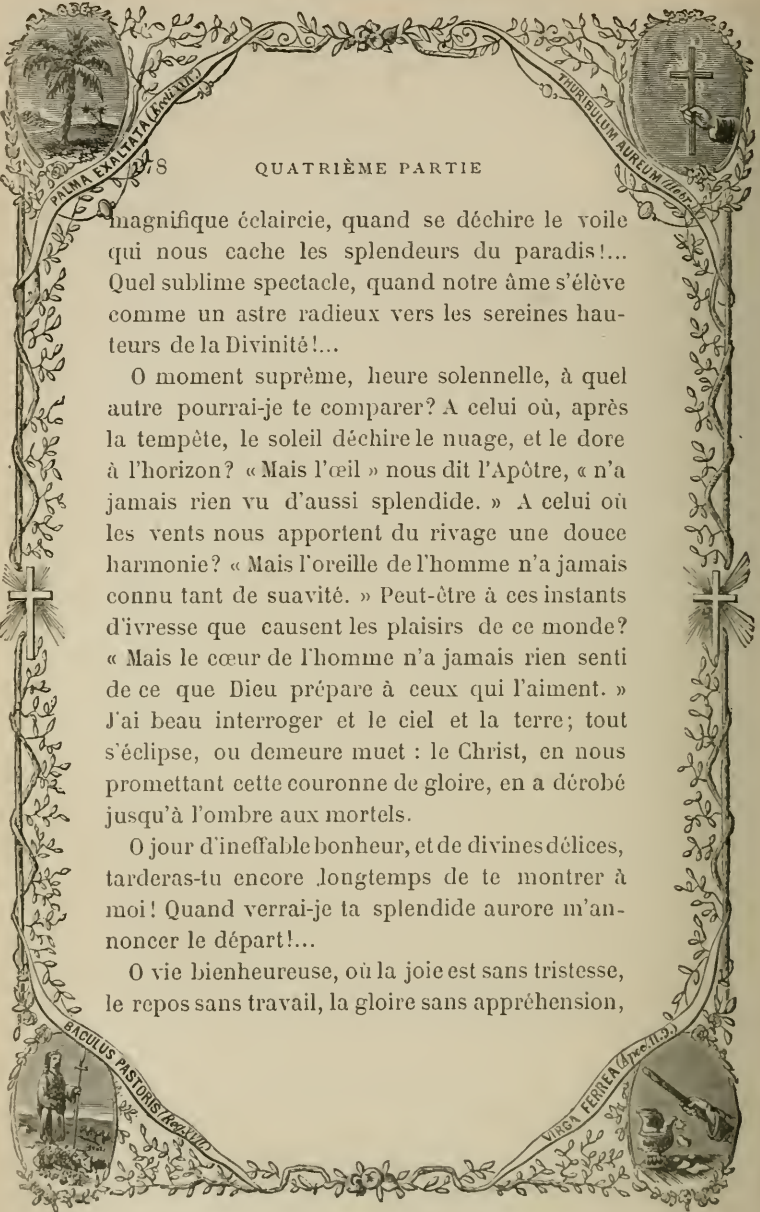 PALMA EXALTATA
THURIBULUM AUREUM
78 QUATRIÈME PARTIE
magnifique éclaircie, quand se déchire le voile
qui nous cache les splendeurs du paradis!...
Quel sublime spectacle, quand notre âme s'élève
comme un astre radieux vers les sereines hau-
teurs de la Divinité!...
O moment suprême, heure solennelle, à quel
autre pourrai-je te comparer? A celui où, après
la tempête, le soleil déchire le nuage, et le dore
à l'horizon? « Mais l'œil » nous dit l'Apôtre, « n'a
jamais rien vu d'aussi splendide. » A celui où
les vents nous apportent du rivage une douce
harmonie? « Mais l'oreille de l'homme n'a jamais
connu tant de suavité. » Peut-être à ces instants
d'ivresse que causent les plaisirs de ce monde?
« Mais le cœur de l'homme n'a jamais rien senti
de ce que Dieu prépare à ceux qui l'aiment. »
J'ai beau interroger et le ciel et la terre; tout
s'éclipse, ou demeure muet : le Christ, en nous
promettant cette couronne de gloire, en a dérobé
jusqu'à l'ombre aux mortels.
O jour d'ineffable bonheur, et de divines délices,
tarderas-tu encore longtemps de te montrer à
moi! Quand verrai-je ta splendide aurore m'an-
noncer le départ!...
O vie bienheureuse, où la joie est sans tristesse,
le repos sans travail, la gloire sans appréhension,
BACULUS PASTORIS
VIRGA FERREA (Apoc. II. 9.)